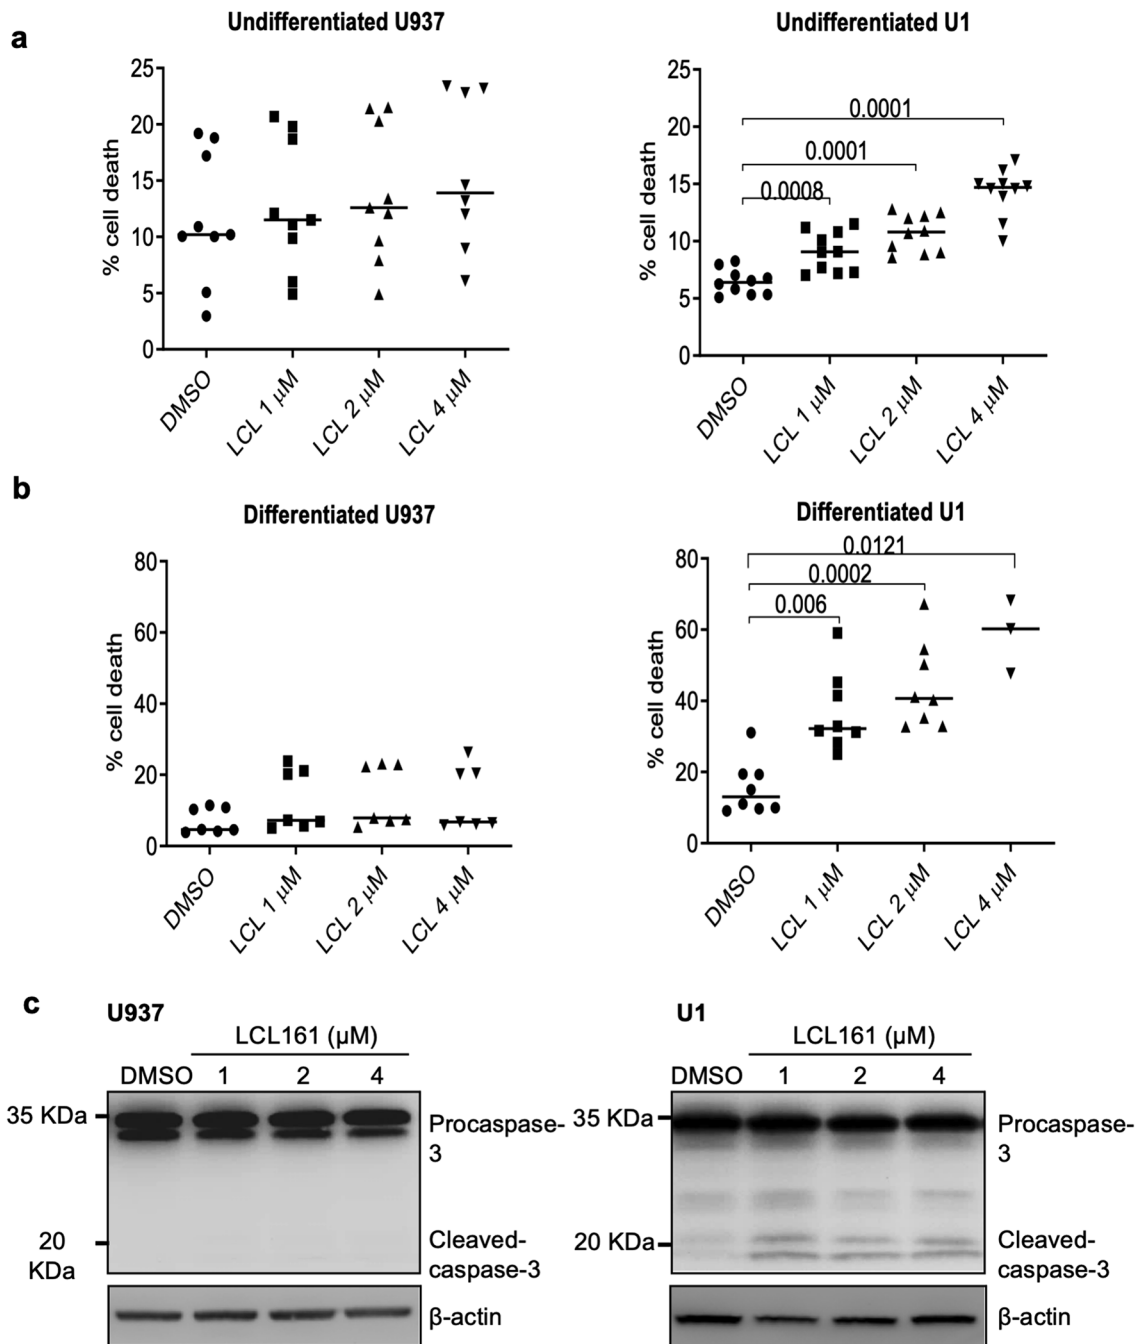 a
Undifferentiated U937
% cell death
25
20
15
10
5
0
DMSO
LCL 1 µM
LCL 2 µM
LCL 4 µM
Undifferentiated U1
% cell death
25
20
15
10
5
0
0.0001
0.0001
0.0008
DMSO
LCL 1 µM
LCL 2 µM
LCL 4 µM
b
Differentiated U937
% cell death
80
60
40
20
0
DMSO
LCL 1 µM
LCL 2 µM
LCL 4 µM
Differentiated U1
% cell death
80
60
40
20
0
0.0121
0.0002
0.006
DMSO
LCL 1 µM
LCL 2 µM
LCL 4 µM
c
U937
LCL161 (µM)
DMSO 1 2 4
35 KDa
Procaspase-
3
20
KDa
Cleaved-
caspase-3
β-actin
U1
LCL161 (µM)
DMSO 1 2 4
35 KDa
Procaspase-
3
20 KDa
Cleaved-
caspase-3
β-actin